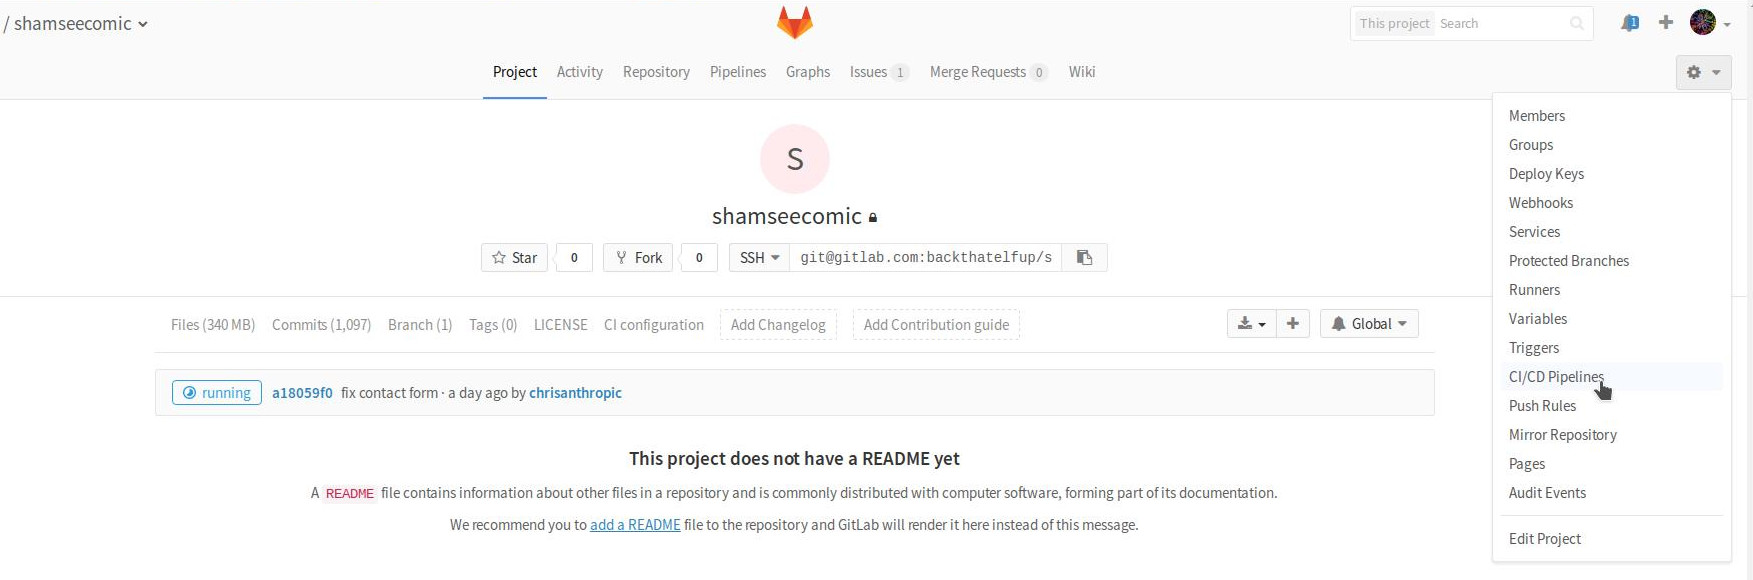 / shamseecomic
This project Search
1
Project Activity Repository Pipelines Graphs Issues 1 Merge Requests 0 Wiki
S
shamseecomic
Star 0 Fork 0 SSH git@gitlab.com:backthatelfup/s
Files (340 MB) Commits (1,097) Branch (1) Tags (0) LICENSE CI configuration Add Changelog Add Contribution guide Global
running a18059f0 fix contact form · a day ago by chrisanthropic
This project does not have a README yet
A README file contains information about other files in a repository and is commonly distributed with computer software, forming part of its documentation.
We recommend you to add a README file to the repository and GitLab will render it here instead of this message.
Members
Groups
Deploy Keys
Webhooks
Services
Protected Branches
Runners
Variables
Triggers
CI/CD Pipelines
Push Rules
Mirror Repository
Pages
Audit Events
Edit Project